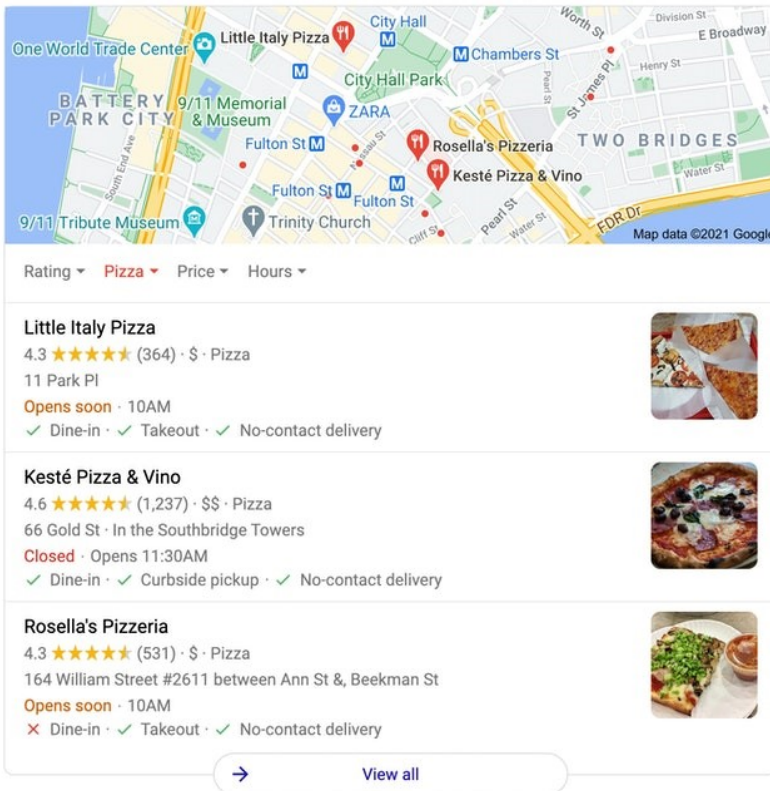 City Hall
Worth St
Division St
E Broadway
Little Italy Pizza
One World Trade Center
Chambers St
Henry St
City Hall Park
Pearl St
St James Pl
BATTERY
PARK CITY
9/11 Memorial
& Museum
ZARA
Fulton St
Rosella's Pizzeria
TWO BRIDGES
Kesté Pizza & Vino
Water St
South End Ave
Fulton St
Fulton St
Pearl St
9/11 Tribute Museum
Trinity Church
Cliff St
Water St
FDR Dr
Map data ©2021 Google
Rating Pizza Price Hours
Little Italy Pizza
4.3 (364) · $ · Pizza
11 Park Pl
Opens soon · 10AM
Dine-in · Takeout · No-contact delivery
Kesté Pizza & Vino
4.6 (1,237) · $$ · Pizza
66 Gold St · In the Southbridge Towers
Closed · Opens 11:30AM
Dine-in · Curbside pickup · No-contact delivery
Rosella's Pizzeria
4.3 (531) · $ · Pizza
164 William Street #2611 between Ann St &, Beekman St
Opens soon · 10AM
Dine-in · Takeout · No-contact delivery
View all